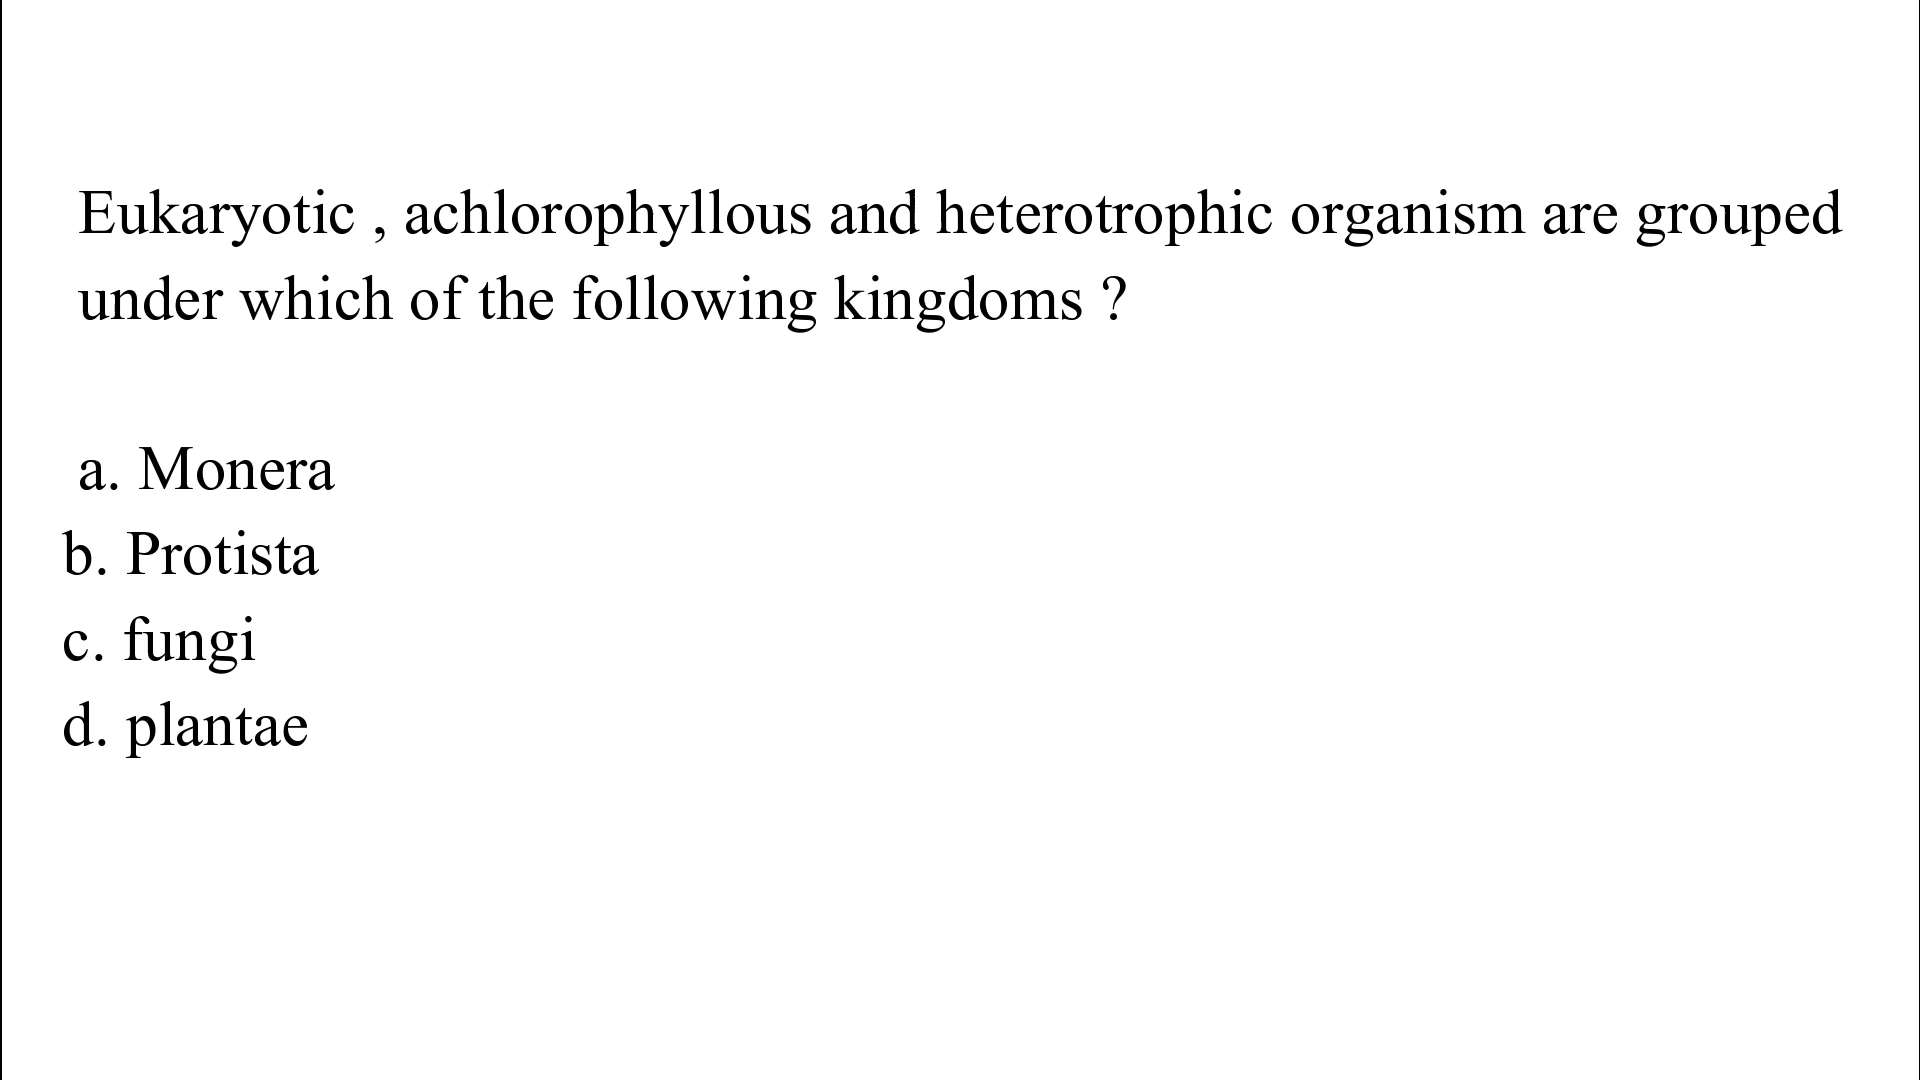 Eukaryotic , achlorophyllous and heterotrophic organism are grouped
under which of the following kingdoms ?
a. Monera
b. Protista
c. fungi
d. plantae